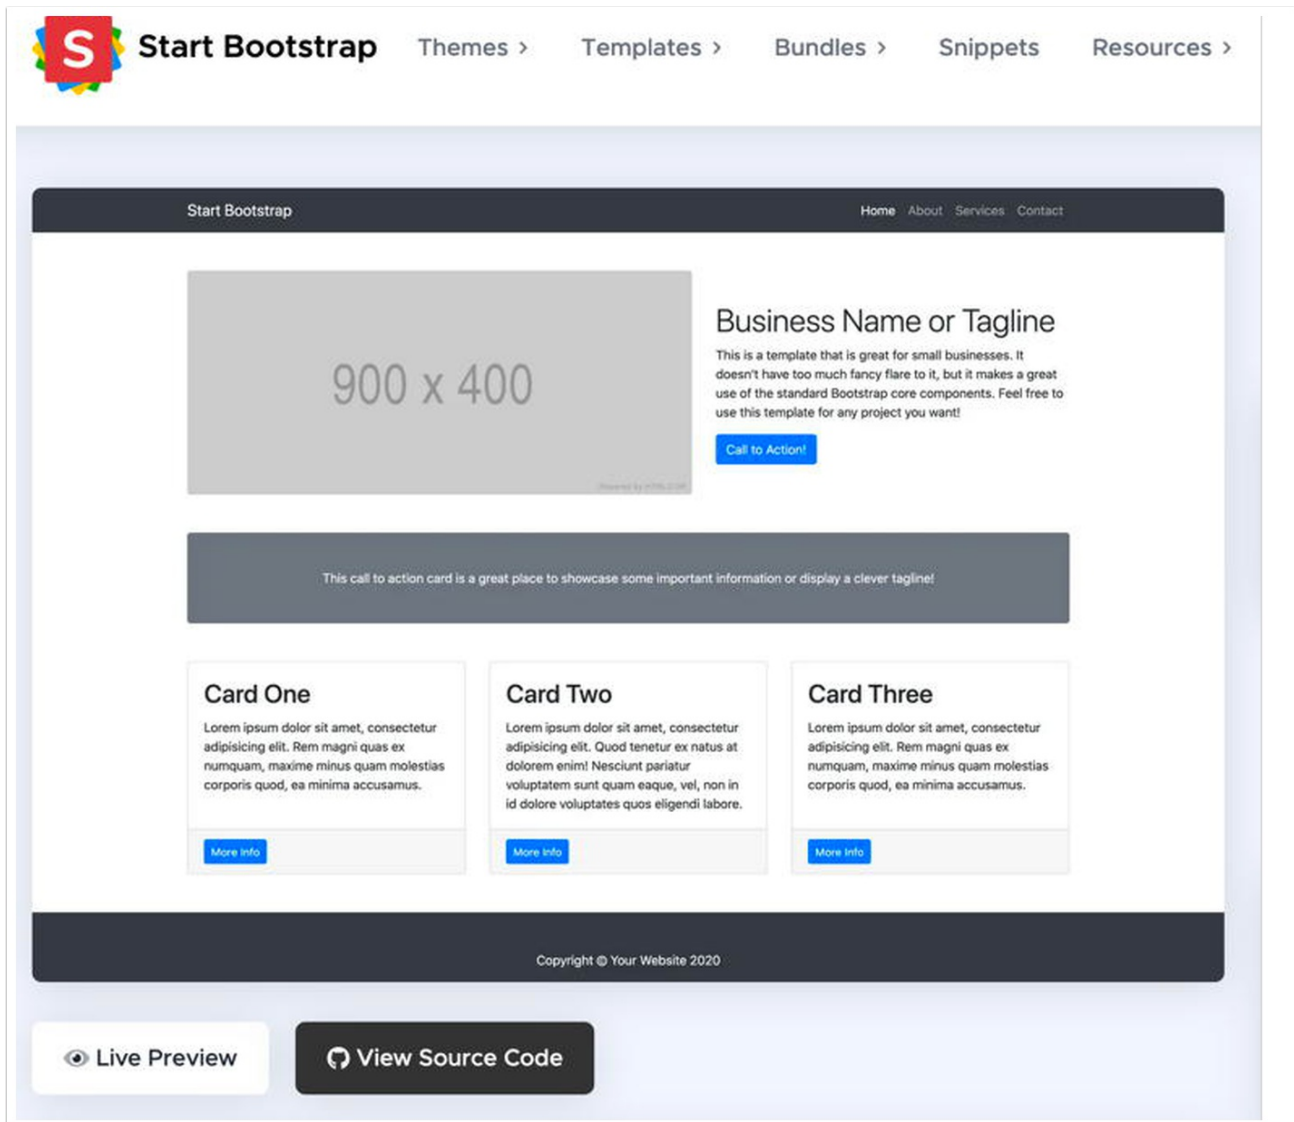 S Start Bootstrap Themes > Templates > Bundles > Snippets Resources >
Start Bootstrap Home About Services Contact
900 x 400
Powered by HTML.COM
Business Name or Tagline
This is a template that is great for small businesses. It
doesn't have too much fancy flare to it, but it makes a great
use of the standard Bootstrap core components. Feel free to
use this template for any project you want!
Call to Action!
This call to action card is a great place to showcase some important information or display a clever tagline!
Card One
Lorem ipsum dolor sit amet, consectetur
adipisicing elit. Rem magni quas ex
numquam, maxime minus quam molestias
corporis quod, ea minima accusamus.
More Info
Card Two
Lorem ipsum dolor sit amet, consectetur
adipisicing elit. Quod tenetur ex natus at
dolorem enim! Nesciunt pariatur
voluptatem sunt quam eaque, vel, non in
id dolore voluptates quos eligendi labore.
More Info
Card Three
Lorem ipsum dolor sit amet, consectetur
adipisicing elit. Rem magni quas ex
numquam, maxime minus quam molestias
corporis quod, ea minima accusamus.
More Info
Copyright © Your Website 2020
Live Preview
View Source Code